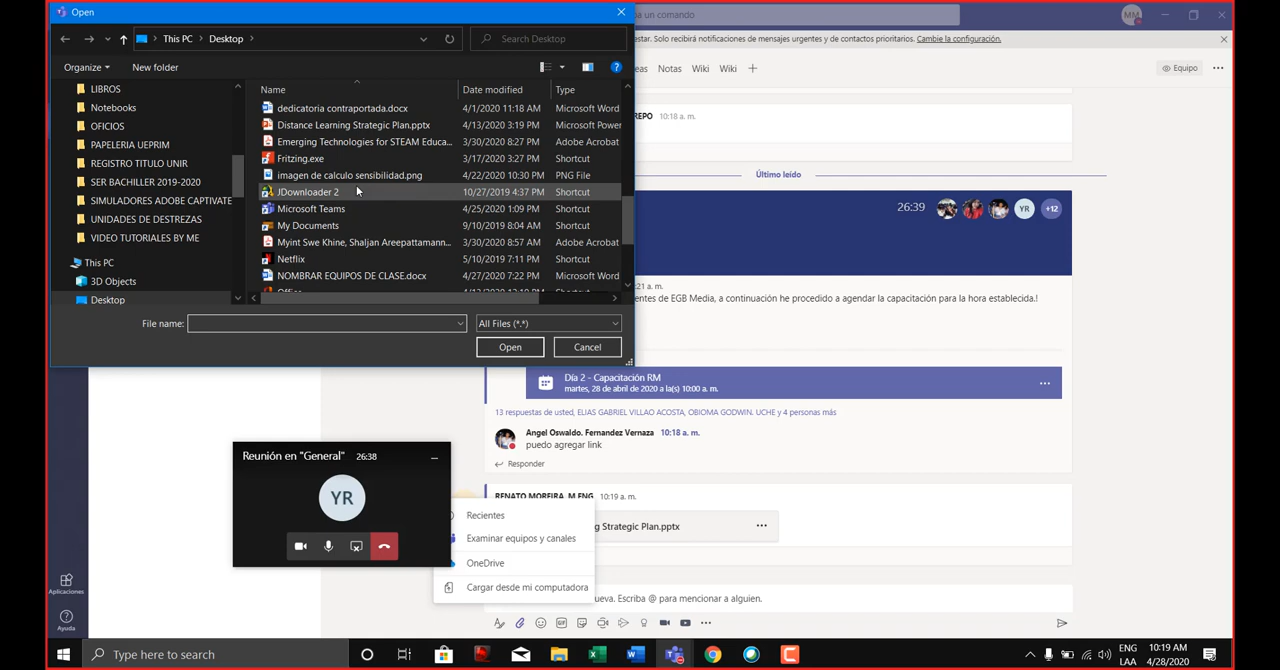 Open
This PC > Desktop >
Search Desktop
Organize
New folder
LIBROS
Notebooks
OFICIOS
PAPELERIA UEPRIM
REGISTRO TITULO UNIR
SER BACHILLER 2019-2020
SIMULADORES ADOBE CAPTIVATE
UNIDADES DE DESTREZAS
VIDEO TUTORIALES BY ME
This PC
3D Objects
Desktop
Name Date modified Type
dedicatoria contraportada.docx 4/1/2020 11:18 AM Microsoft Word
Distance Learning Strategic Plan.pptx 4/13/2020 3:19 PM Microsoft Power
Emerging Technologies for STEAM Educa... 3/30/2020 8:27 PM Adobe Acrobat
Fritzing.exe 3/17/2020 3:27 PM Shortcut
imagen de calculo sensibilidad.png 4/22/2020 10:30 PM PNG File
JDownloader 2 10/27/2019 4:37 PM Shortcut
Microsoft Teams 4/25/2020 1:09 PM Shortcut
My Documents 9/10/2019 8:04 AM Shortcut
Myint Swe Khine, Shaljan Areepattamann... 3/30/2020 8:57 AM Adobe Acrobat
Netflix 5/10/2019 7:11 PM Shortcut
NOMBRAR EQUIPOS DE CLASE.docx 4/27/2020 7:22 PM Microsoft Word
File name:
All Files (*.*)
Open
Cancel
a un comando
MM
estar. Solo recibirá notificaciones de mensajes urgentes y de contactos prioritarios. Cambie la configuración.
eas Notas Wiki Wiki +
Equipo
REPO 10:18 a. m.
Último leído
26:39 YR +12
:21 a. m.
entes de EGB Media, a continuación he procedido a agendar la capacitación para la hora establecida.!
Día 2 - Capacitación RM
martes, 28 de abril de 2020 a la(s) 10:00 a. m.
13 respuestas de usted, ELIAS GABRIEL VILLAO ACOSTA, OBIOMA GODWIN. UCHE y 4 personas más
Angel Oswaldo. Fernandez Vernaza 10:18 a. m.
puedo agregar link
Responder
RENATO MOREIRA, M.ENG 10:19 a. m.
g Strategic Plan.pptx
Reunión en "General" 26:38
YR
Recientes
Examinar equipos y canales
OneDrive
Cargar desde mi computadora
ueva. Escriba @ para mencionar a alguien.
Aplicaciones
Ayuda
Type here to search
ENG
LAA
10:19 AM
4/28/2020